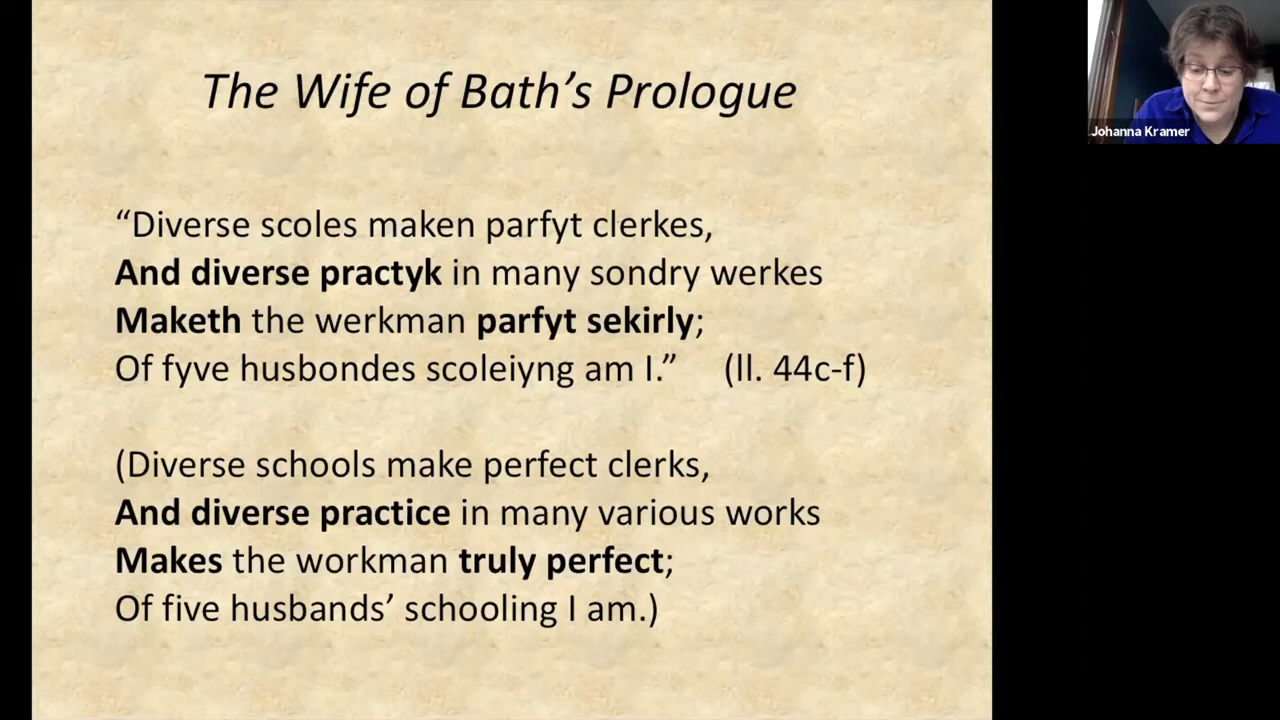 The Wife of Bath’s Prologue
“Diverse scoles maken parfyt clerkes,
And diverse practyk in many sondry werkes
Maketh the werkman parfyt sekirly;
Of fyve husbondes scoleiyng am I.” (ll. 44c-f)
(Diverse schools make perfect clerks,
And diverse practice in many various works
Makes the workman truly perfect;
Of five husbands’ schooling I am.)
Johanna Kramer